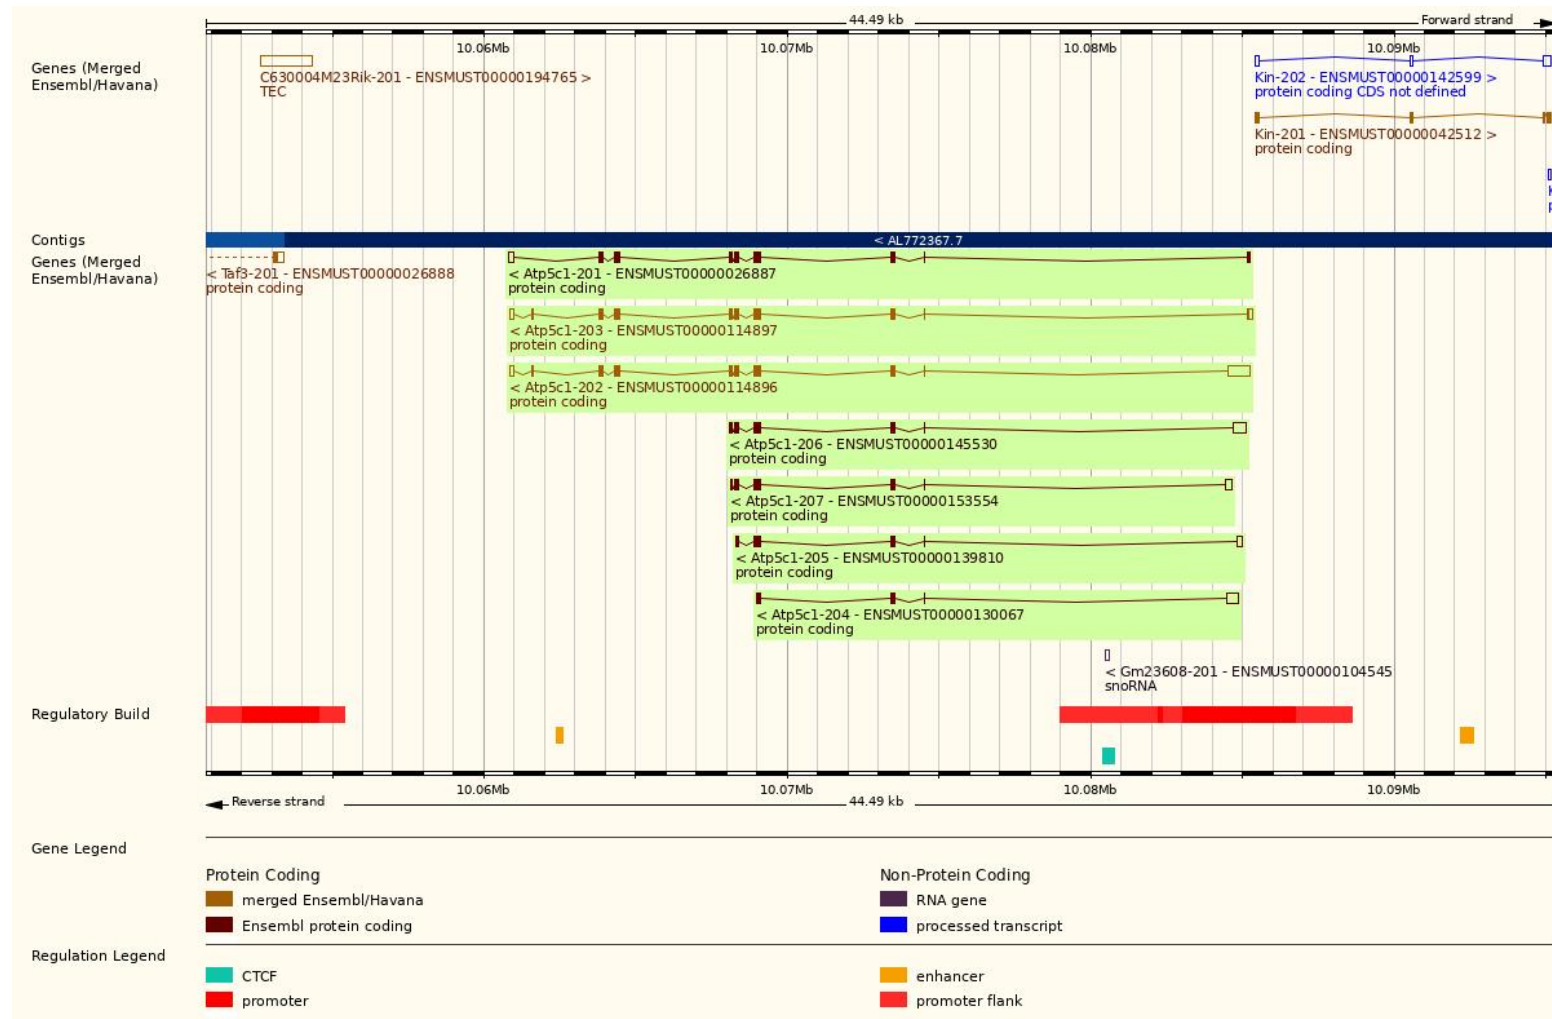 44.49 kb Forward strand
10.06Mb 10.07Mb 10.08Mb 10.09Mb
Genes (Merged
Ensembl/Havana)
C630004M23Rik-201 - ENSMUST00000194765 >
TEC
Kin-202 - ENSMUST00000142599 >
protein coding CDS not defined
Kin-201 - ENSMUST00000042512 >
protein coding
Contigs
< AL772367.7
Genes (Merged
Ensembl/Havana)
< Taf3-201 - ENSMUST00000026888
protein coding
< Atp5c1-201 - ENSMUST00000026887
protein coding
< Atp5c1-203 - ENSMUST00000114897
protein coding
< Atp5c1-202 - ENSMUST00000114896
protein coding
< Atp5c1-206 - ENSMUST00000145530
protein coding
< Atp5c1-207 - ENSMUST00000153554
protein coding
< Atp5c1-205 - ENSMUST00000139810
protein coding
< Atp5c1-204 - ENSMUST00000130067
protein coding
< Gm23608-201 - ENSMUST00000104545
snoRNA
Regulatory Build
10.06Mb 10.07Mb 10.08Mb 10.09Mb
Reverse strand 44.49 kb
Gene Legend
Protein Coding
merged Ensembl/Havana
Ensembl protein coding
Non-Protein Coding
RNA gene
processed transcript
Regulation Legend
CTCF
promoter
enhancer
promoter flank